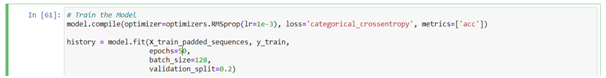 In [61]: # Train the Model
model.compile(optimizer=optimizers.RMSprop(lr=1e-3), loss='categorical_crossentropy', metrics=['acc'])
history = model.fit(X_train_padded_sequences, y_train,
epochs=50,
batch_size=128,
validation_split=0.2)